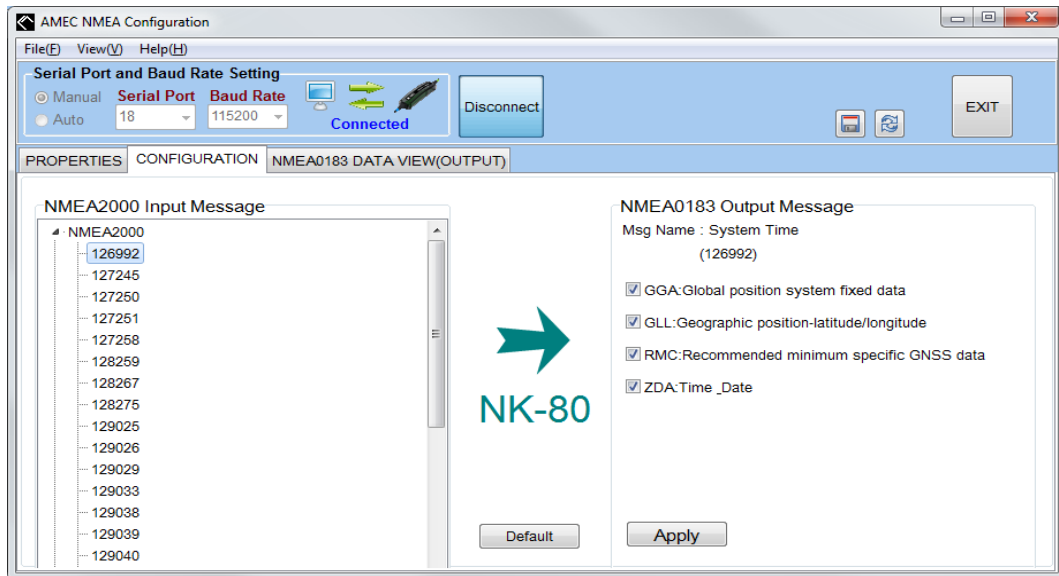 AMEC NMEA Configuration
File(F) View(V) Help(H)
Serial Port and Baud Rate Setting
Manual Serial Port Baud Rate
Auto 18 115200
Connected
Disconnect
EXIT
PROPERTIES CONFIGURATION NMEA0183 DATA VIEW(OUTPUT)
NMEA2000 Input Message
NMEA2000
126992
127245
127250
127251
127258
128259
128267
128275
129025
129026
129029
129033
129038
129039
129040
NK-80
Default
NMEA0183 Output Message
Msg Name : System Time
(126992)
GGA:Global position system fixed data
GLL:Geographic position-latitude/longitude
RMC:Recommended minimum specific GNSS data
ZDA:Time _Date
Apply